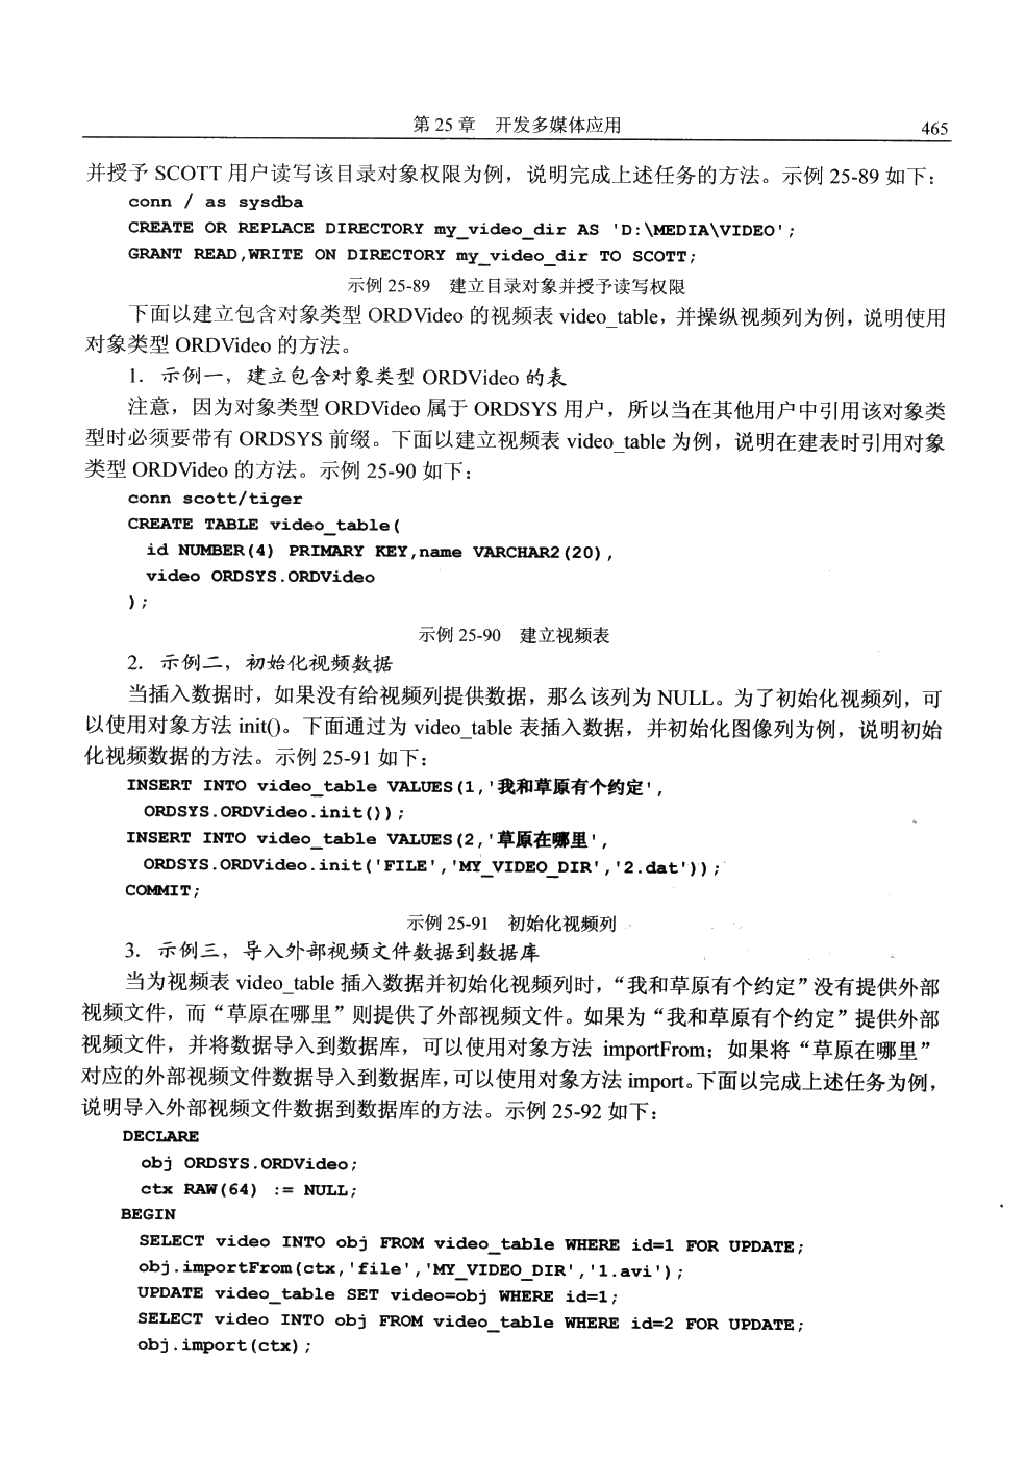 第 25 章　开发多媒体应用　465
并授予 SCOTT 用户读写该目录对象权限为例，说明完成上述任务的方法。示例 25-89 如下：
conn / as sysdba
CREATE OR REPLACE DIRECTORY my_video_dir AS 'D:\MEDIA\VIDEO';
GRANT READ,WRITE ON DIRECTORY my_video_dir TO SCOTT;
示例 25-89　建立目录对象并授予读写权限
下面以建立包含对象类型 ORDVideo 的视频表 video_table，并操纵视频列为例，说明使用
对象类型 ORDVideo 的方法。
1．示例一，建立包含对象类型 ORDVideo 的表
注意，因为对象类型 ORDVideo 属于 ORDSYS 用户，所以当在其他用户中引用该对象类
型时必须要带有 ORDSYS 前缀。下面以建立视频表 video_table 为例，说明在建表时引用对象
类型 ORDVideo 的方法。示例 25-90 如下：
conn scott/tiger
CREATE TABLE video_table(
id NUMBER(4) PRIMARY KEY,name VARCHAR2(20),
video ORDSYS.ORDVideo
);
示例 25-90　建立视频表
2．示例二，初始化视频数据
当插入数据时，如果没有给视频列提供数据，那么该列为 NULL。为了初始化视频列，可
以使用对象方法 init()。下面通过为 video_table 表插入数据，并初始化图像列为例，说明初始
化视频数据的方法。示例 25-91 如下：
INSERT INTO video_table VALUES(1,'我和草原有个约定',
ORDSYS.ORDVideo.init());
INSERT INTO video_table VALUES(2,'草原在哪里',
ORDSYS.ORDVideo.init('FILE','MY_VIDEO_DIR','2.dat'));
COMMIT;
示例 25-91　初始化视频列
3．示例三，导入外部视频文件数据到数据库
当为视频表 video_table 插入数据并初始化视频列时，“我和草原有个约定”没有提供外部
视频文件，而“草原在哪里”则提供了外部视频文件。如果为“我和草原有个约定”提供外部
视频文件，并将数据导入到数据库，可以使用对象方法 importFrom；如果将“草原在哪里”
对应的外部视频文件数据导入到数据库，可以使用对象方法 import。下面以完成上述任务为例，
说明导入外部视频文件数据到数据库的方法。示例 25-92 如下：
DECLARE
obj ORDSYS.ORDVideo;
ctx RAW(64) := NULL;
BEGIN
SELECT video INTO obj FROM video_table WHERE id=1 FOR UPDATE;
obj.importFrom(ctx,'file','MY_VIDEO_DIR','1.avi');
UPDATE video_table SET video=obj WHERE id=1;
SELECT video INTO obj FROM video_table WHERE id=2 FOR UPDATE;
obj.import(ctx);